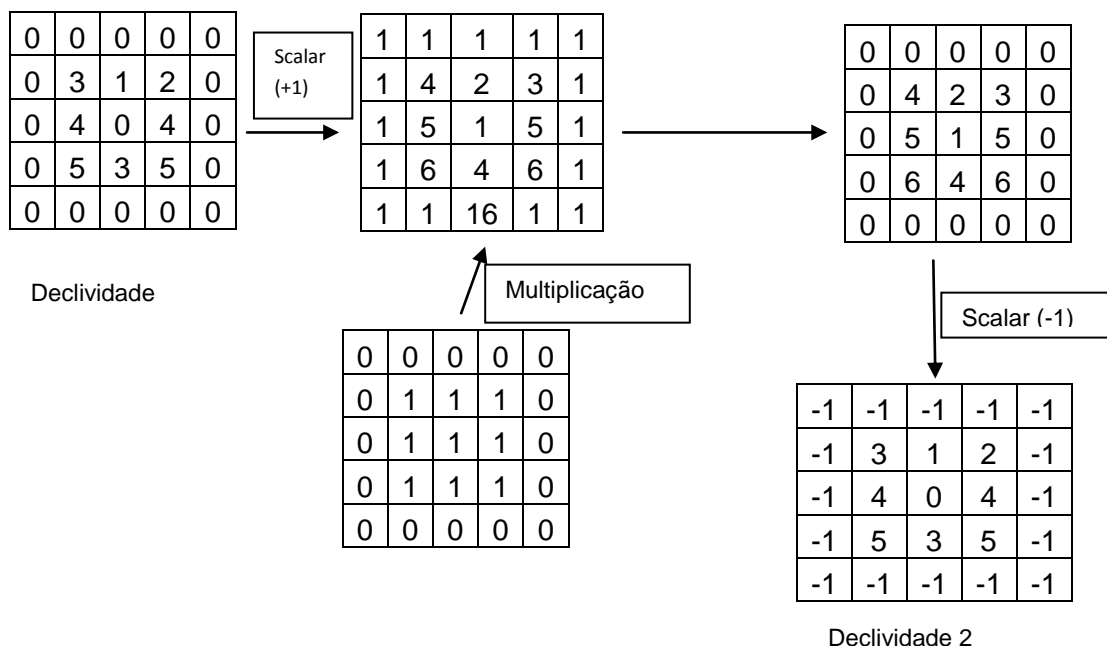 0 0 0 0 0
0 3 1 2 0
0 4 0 4 0
0 5 3 5 0
0 0 0 0 0
Declividade
Scalar
(+1)
1 1 1 1 1
1 4 2 3 1
1 5 1 5 1
1 6 4 6 1
1 1 16 1 1
Multiplicação
0 0 0 0 0
0 1 1 1 0
0 1 1 1 0
0 1 1 1 0
0 0 0 0 0
0 0 0 0 0
0 4 2 3 0
0 5 1 5 0
0 6 4 6 0
0 0 0 0 0
Scalar (-1)
-1 -1 -1 -1 -1
-1 3 1 2 -1
-1 4 0 4 -1
-1 5 3 5 -1
-1 -1 -1 -1 -1
Declividade 2